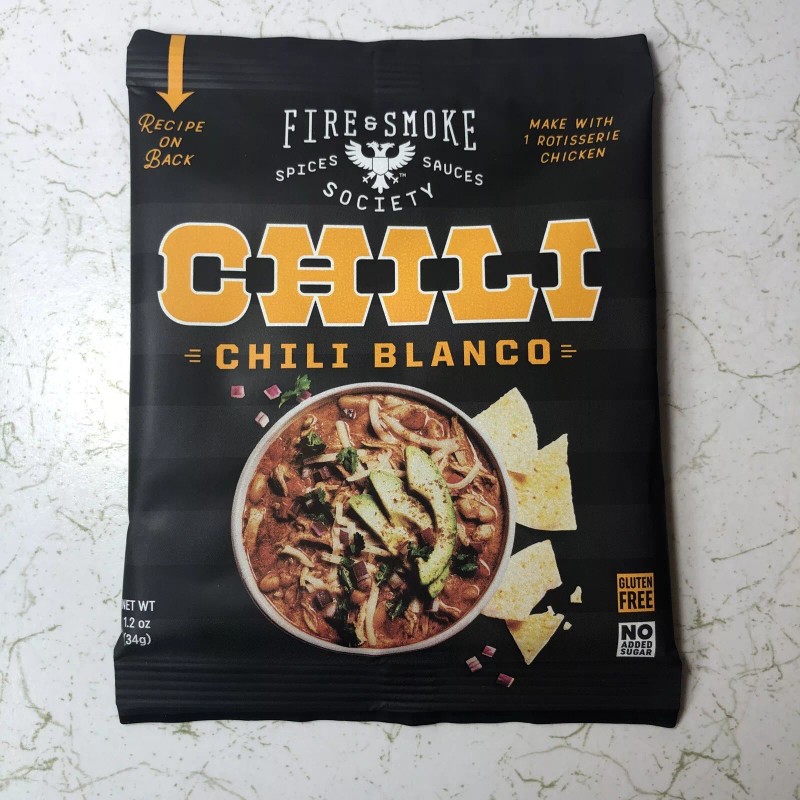 RECIPE
ON
BACK
FIRE & SMOKE
SPICES SAUCES
SOCIETY
TM
MAKE WITH
1 ROTISSERIE
CHICKEN
CHILI
CHILI BLANCO
NET WT
1.2 oz
(34g)
GLUTEN
FREE
NO
ADDED
SUGAR